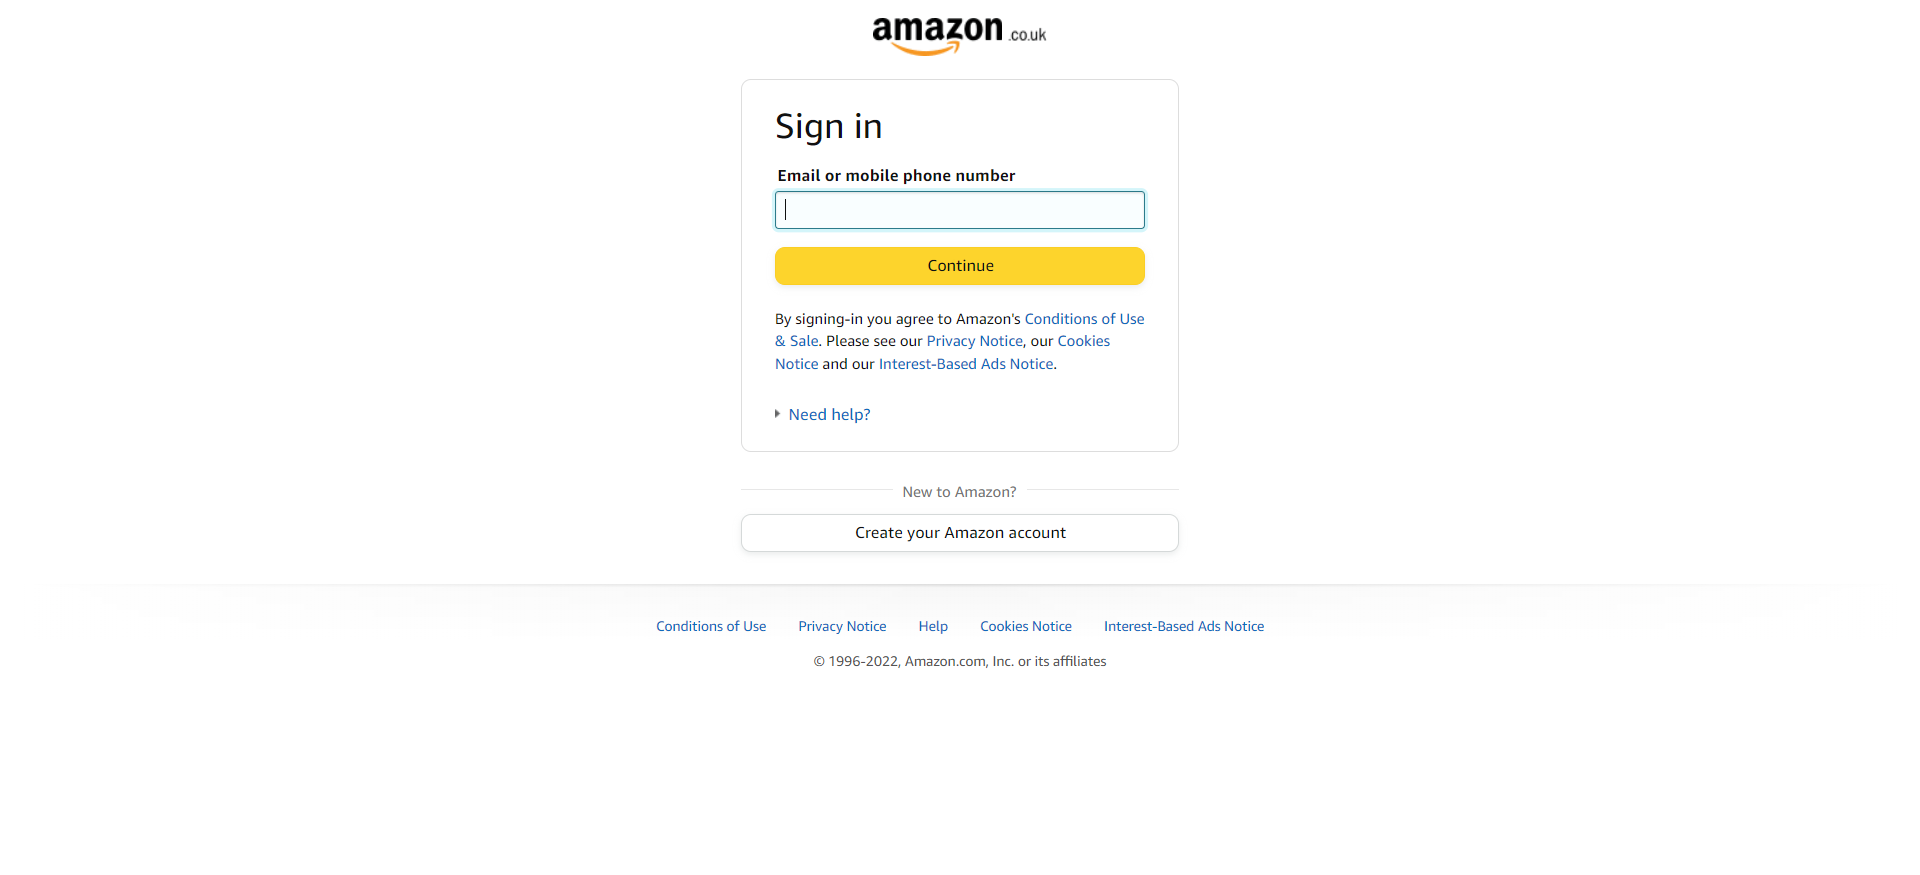 amazon.co.uk
Sign in
Email or mobile phone number
Continue
By signing-in you agree to Amazon's Conditions of Use
& Sale. Please see our Privacy Notice, our Cookies
Notice and our Interest-Based Ads Notice.
Need help?
New to Amazon?
Create your Amazon account
Conditions of Use Privacy Notice Help Cookies Notice Interest-Based Ads Notice
© 1996-2022, Amazon.com, Inc. or its affiliates